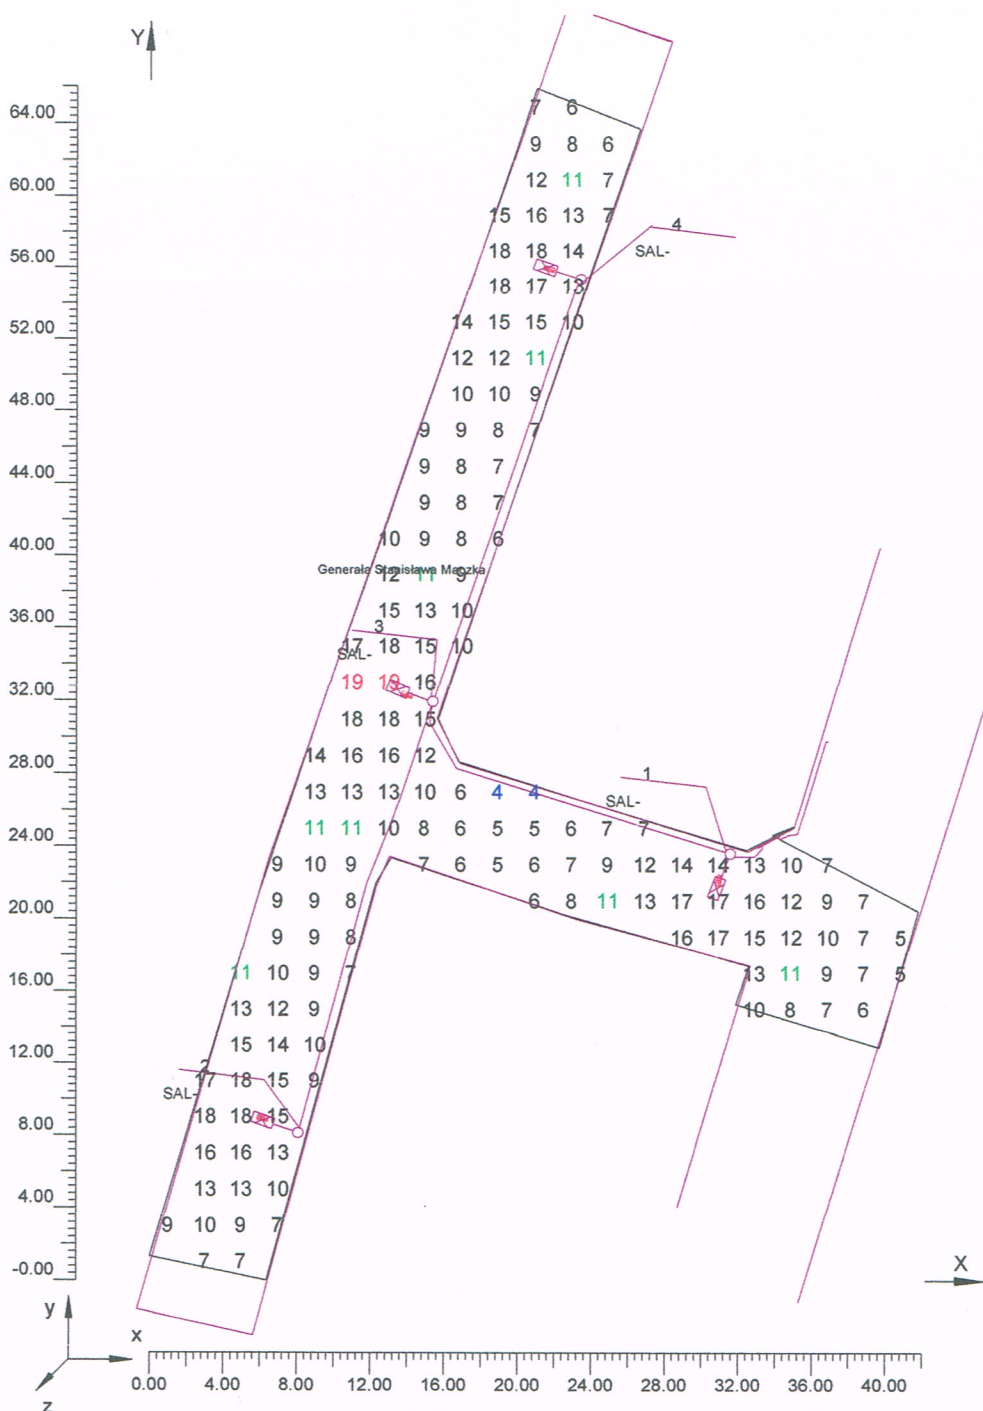 Y
64.00
7 6
9 8 6
60.00
12 11 7
15 16 13 7
4
56.00
18 18 14
SAL-
18 17 13
52.00
14 15 15 10
12 12 11
48.00
10 10 9
9 9 8 7
44.00
9 8 7
9 8 7
40.00
10 9 8 6
Generała Stanisława Maczka
12 11 9
36.00
15 13 10
3
17 18 15 10
SAL-
32.00
19 19 16
18 18 15
28.00
14 16 16 12
1
13 13 13 10 6 4 4
SAL-
24.00
11 11 10 8 6 5 5 6 7 7
9 10 9 7 6 5 6 7 9 12 14 14 13 10 7
20.00
9 9 8 6 8 11 13 17 17 16 12 9 7
9 9 8 16 17 15 12 10 7 5
16.00
11 10 9 7 13 11 9 7 5
13 12 9 10 8 7 6
12.00
15 14 10
2
17 18 15 9
SAL-
8.00
18 18 15
16 16 13
4.00
13 13 10
9 10 9 7
-0.00
7 7
X
y
x
z
0.00 4.00 8.00 12.00 16.00 20.00 24.00 28.00 32.00 36.00 40.00